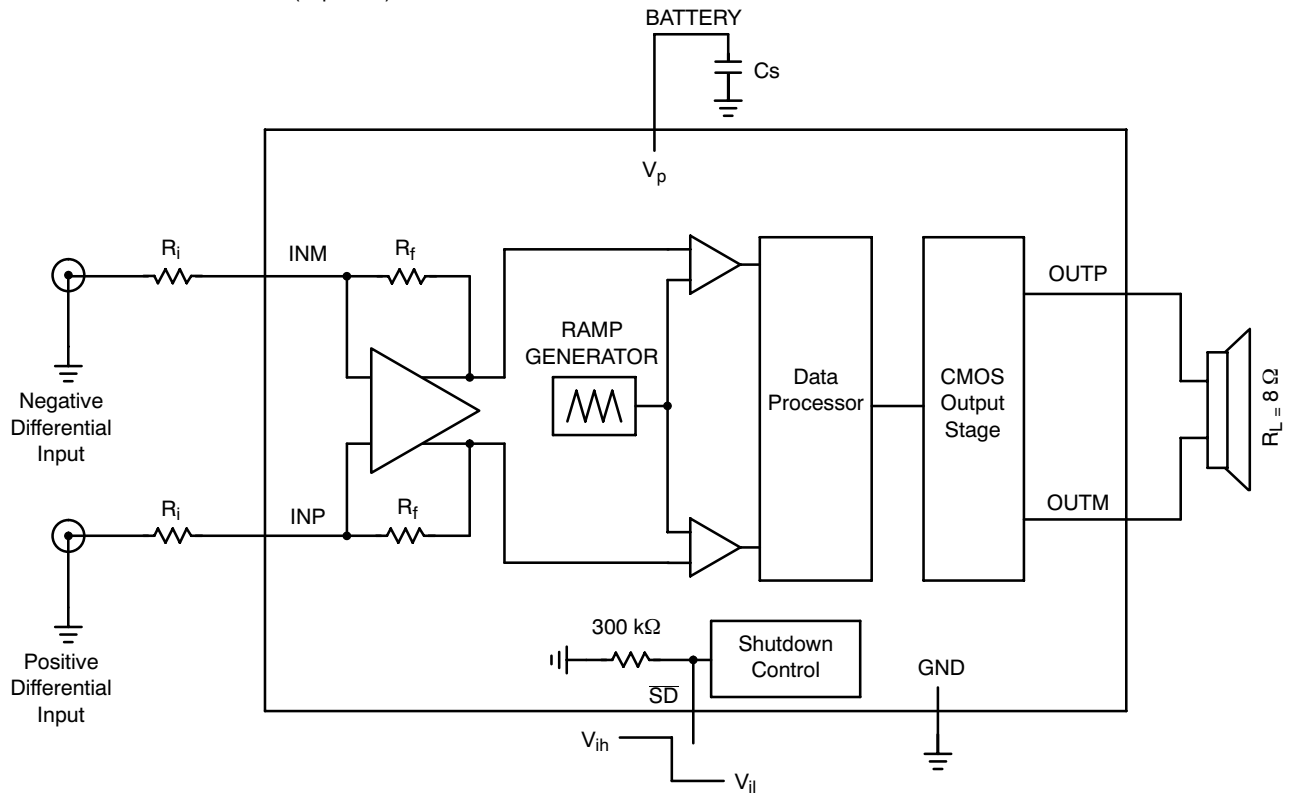 BATTERY
Cs
Vp
Ri
INM
Rf
RAMP
GENERATOR
Data
Processor
CMOS
Output
Stage
OUTP
RL = 8 Ω
Negative
Differential
Input
Ri
INP
Rf
OUTM
300 kΩ
Shutdown
Control
SD
GND
Positive
Differential
Input
Vih
Vil